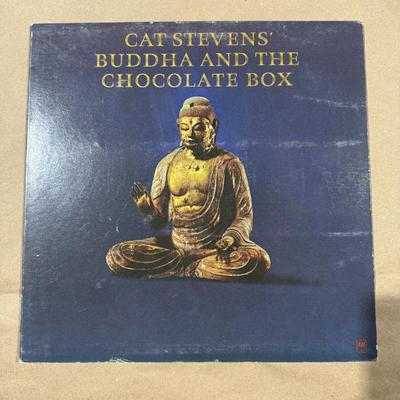 CAT STEVENS'
BUDDHA AND THE
CHOCOLATE BOX